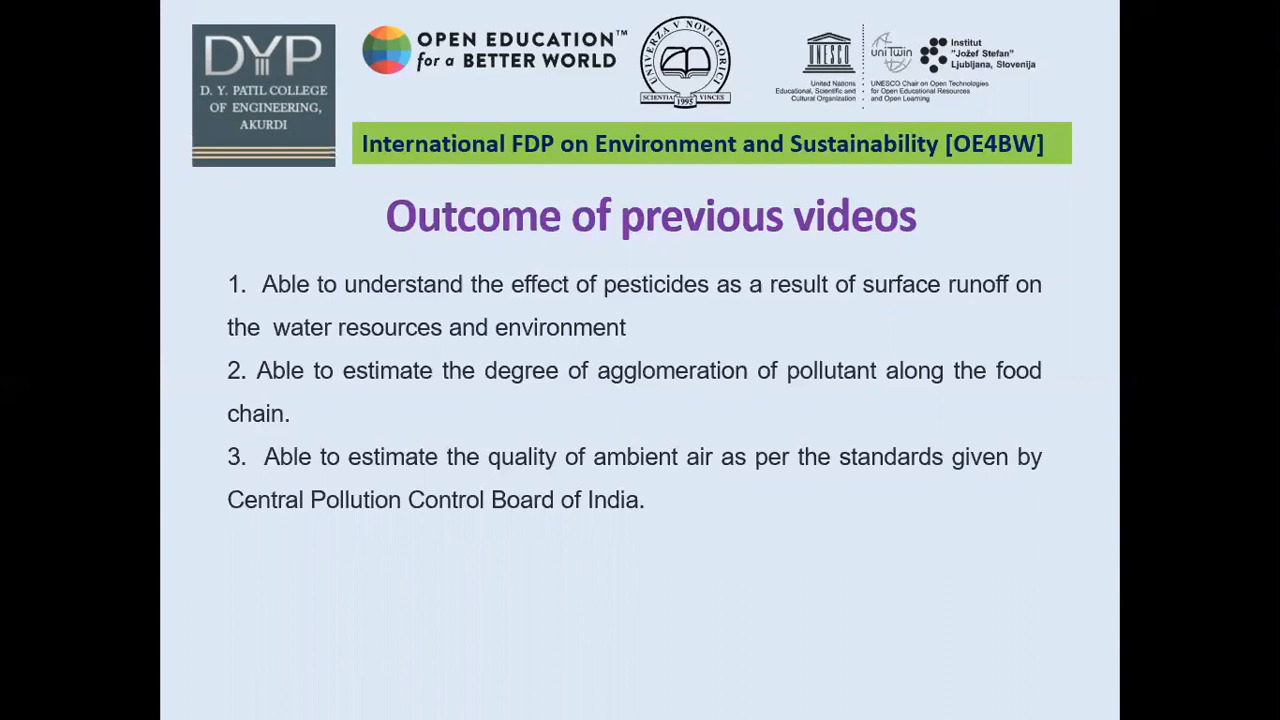 DYP
D. Y. PATIL COLLEGE
OF ENGINEERING,
AKURDI
OPEN EDUCATION™
for a BETTER WORLD
UNIVERZA V NOVI GORICI
SCIENTIA VINCES
1995
UNESCO
United Nations
Educational, Scientific and
Cultural Organization
uniTwin
Institut
"Jožef Stefan"
Ljubljana, Slovenija
UNESCO Chair on Open Technologies
for Open Educational Resources
and Open Learning
International FDP on Environment and Sustainability [OE4BW]
Outcome of previous videos
1. Able to understand the effect of pesticides as a result of surface runoff on
the water resources and environment
2. Able to estimate the degree of agglomeration of pollutant along the food
chain.
3. Able to estimate the quality of ambient air as per the standards given by
Central Pollution Control Board of India.